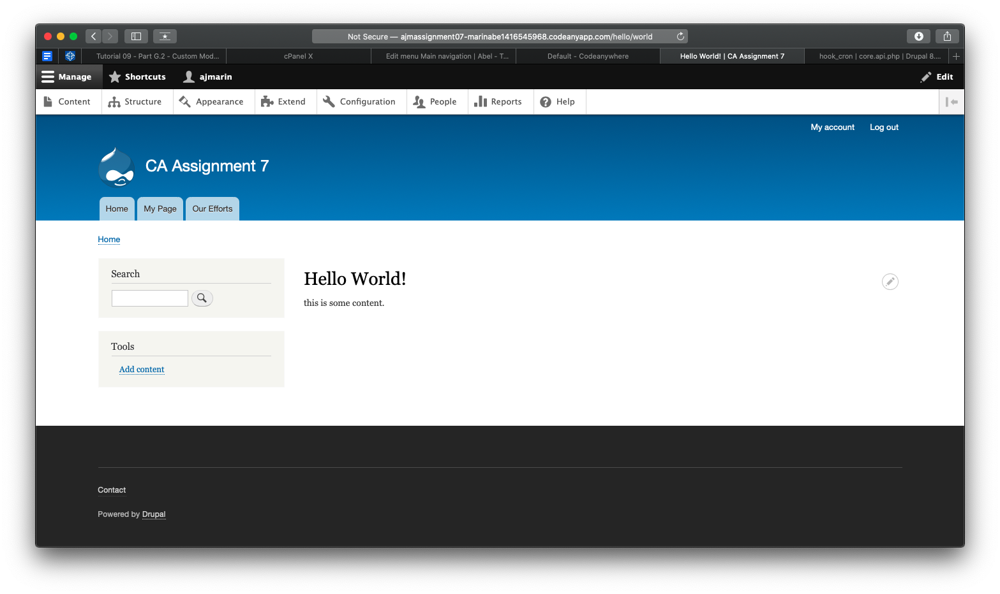 Not Secure — ajmassignment07-marinabe1416545968.codeanyapp.com/hello/world
Tutorial 09 - Part G.2 - Custom Mod...
cPanel X
Edit menu Main navigation | Abel - T...
Default - Codeanywhere
Hello World! | CA Assignment 7
hook_cron | core.api.php | Drupal 8....
Manage
Shortcuts
ajmarin
Edit
Content
Structure
Appearance
Extend
Configuration
People
Reports
Help
My account
Log out
CA Assignment 7
Home
My Page
Our Efforts
Home
Search
Tools
Add content
Hello World!
this is some content.
Contact
Powered by Drupal